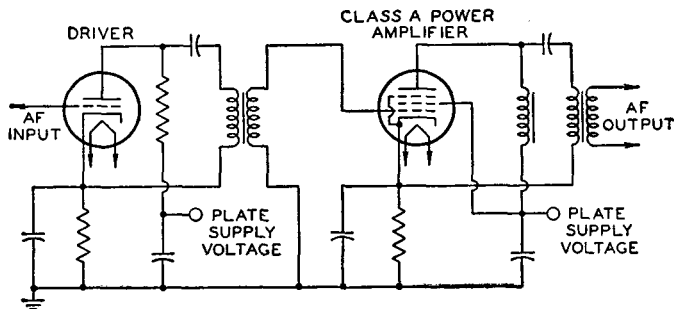 DRIVER
CLASS A POWER
AMPLIFIER
AF
INPUT
AF
OUTPUT
PLATE
SUPPLY
VOLTAGE
PLATE
SUPPLY
VOLTAGE